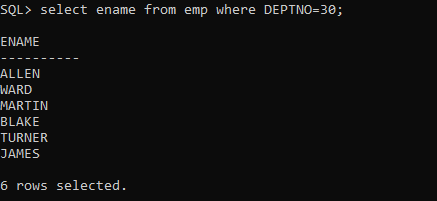 SQL> select ename from emp where DEPTNO=30;
ENAME
----------
ALLEN
WARD
MARTIN
BLAKE
TURNER
JAMES
6 rows selected.